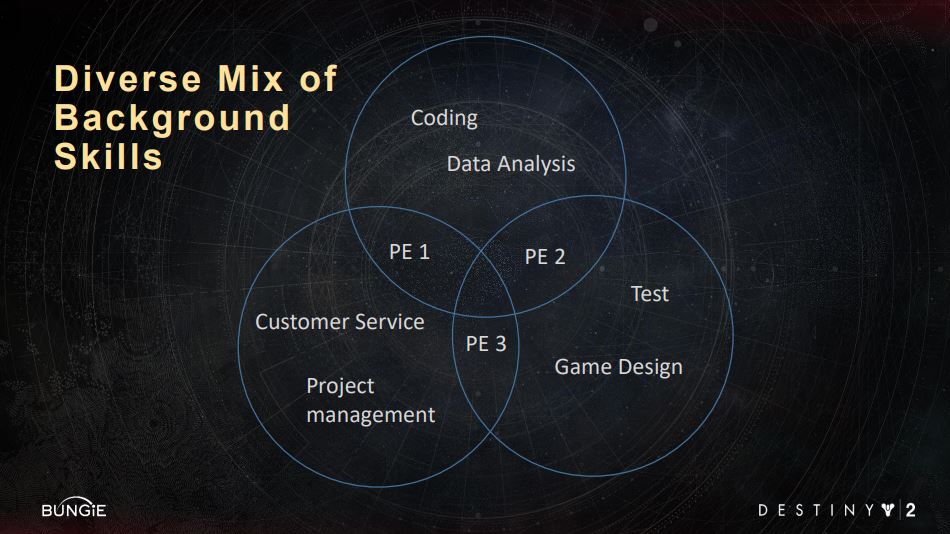 Diverse Mix of
Background
Skills
Coding
Data Analysis
PE 1
PE 2
Test
Customer Service
PE 3
Game Design
Project
management
BUNGiE
DESTINY 2